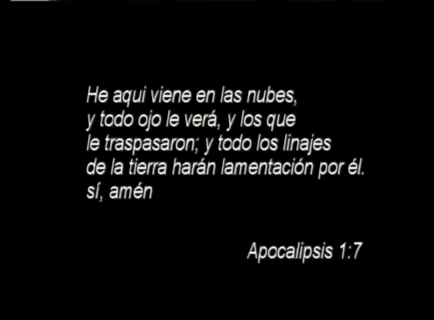 He aqui viene en las nubes,
y todo ojo le verá, y los que
le traspasaron; y todo los linajes
de la tierra harán lamentación por él.
sí, amén
Apocalipsis 1:7